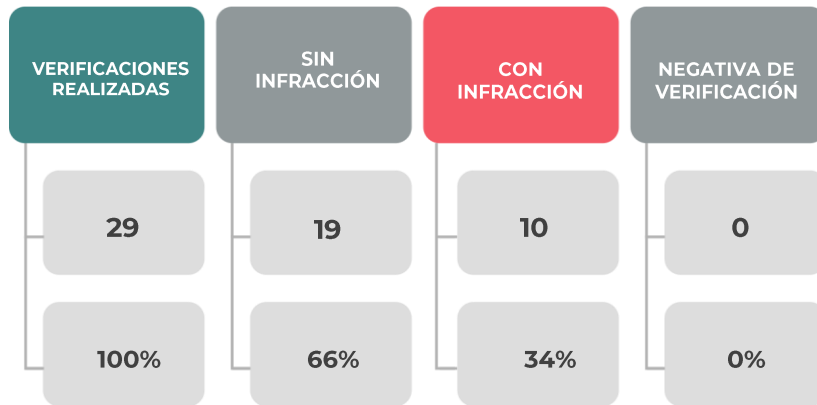 VERIFICACIONES
REALIZADAS
29
100%
SIN
INFRACCIÓN
19
66%
CON
INFRACCIÓN
10
34%
NEGATIVA DE
VERIFICACIÓN
0
0%